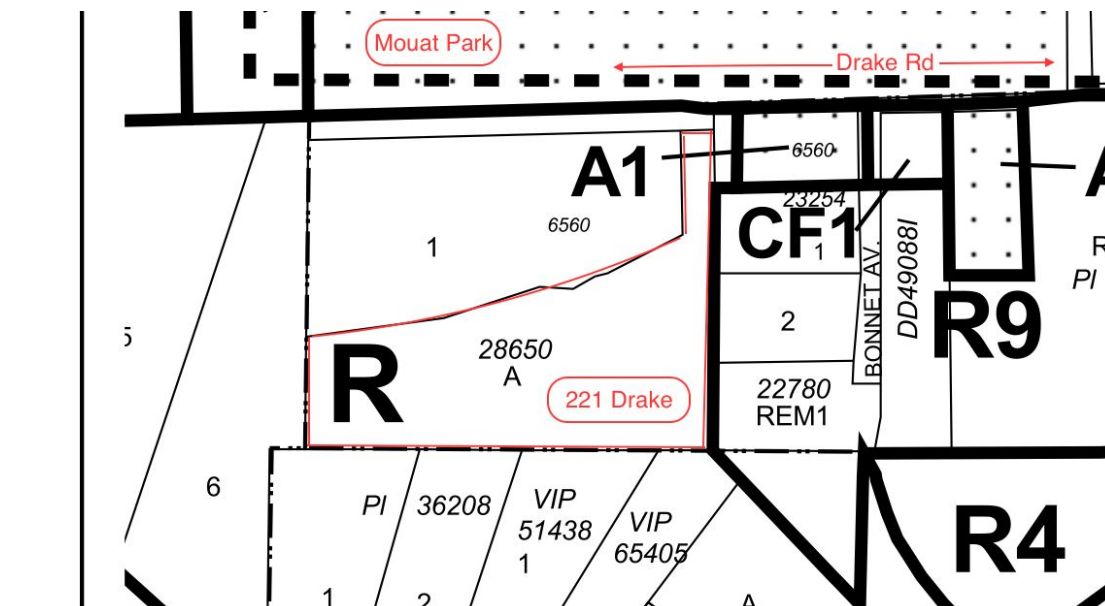 Mouat Park
Drake Rd
A1
6560
6560
23254
CF1
1
1
BONNET AV.
DD49088I
R
Pl
R9
2
5
28650
A
R
221 Drake
22780
REM1
6
Pl
36208
VIP
51438
1
VIP
65405
R4
1
2
A